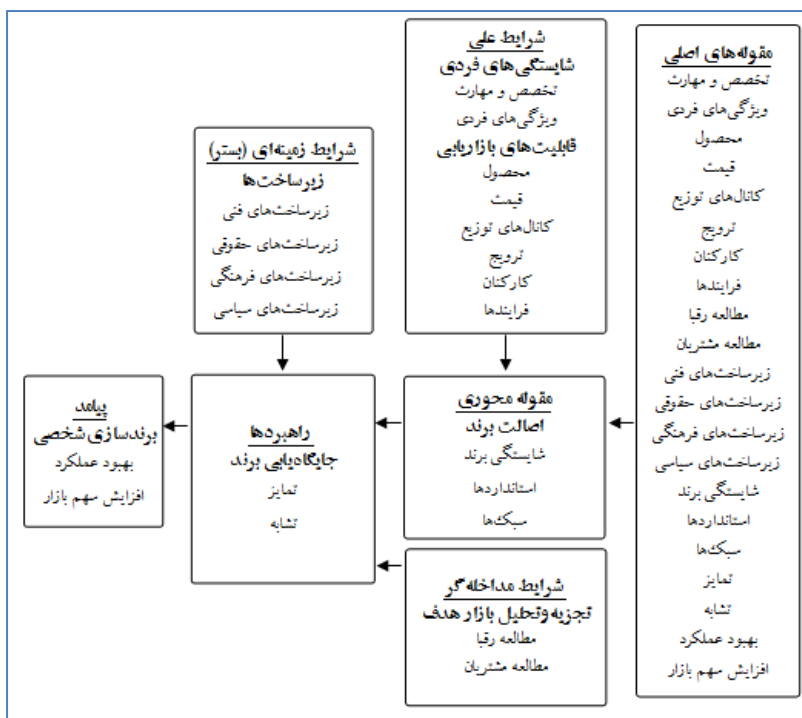 مقوله‌های اصلی
تخصص و مهارت
ویژگی‌های فردی
محصول
قیمت
کانال‌های توزیع
ترویج
کارکنان
فرایندها
مطالعه رقبا
مطالعه مشتریان
زیرساخت‌های فنی
زیرساخت‌های حقوقی
زیرساخت‌های فرهنگی
زیرساخت‌های سیاسی
شایستگی برند
استانداردها
سبک‌ها
تمایز
تشابه
بهبود عملکرد
افزایش سهم بازار
شرایط علی
شایستگی‌های فردی
تخصص و مهارت
ویژگی‌های فردی
قابلیت‌های بازاریابی
محصول
قیمت
کانال‌های توزیع
ترویج
کارکنان
فرایندها
مقوله محوری
اصالت برند
شایستگی برند
استانداردها
سبک‌ها
شرایط مداخله‌گر
تجزیه‌وتحلیل بازار هدف
مطالعه رقبا
مطالعه مشتریان
شرایط زمینه‌ای (بستر)
زیرساخت‌ها
زیرساخت‌های فنی
زیرساخت‌های حقوقی
زیرساخت‌های فرهنگی
زیرساخت‌های سیاسی
راهبردها
جایگاه‌یابی برند
تمایز
تشابه
پیامد
برندسازی شخصی
بهبود عملکرد
افزایش سهم بازار